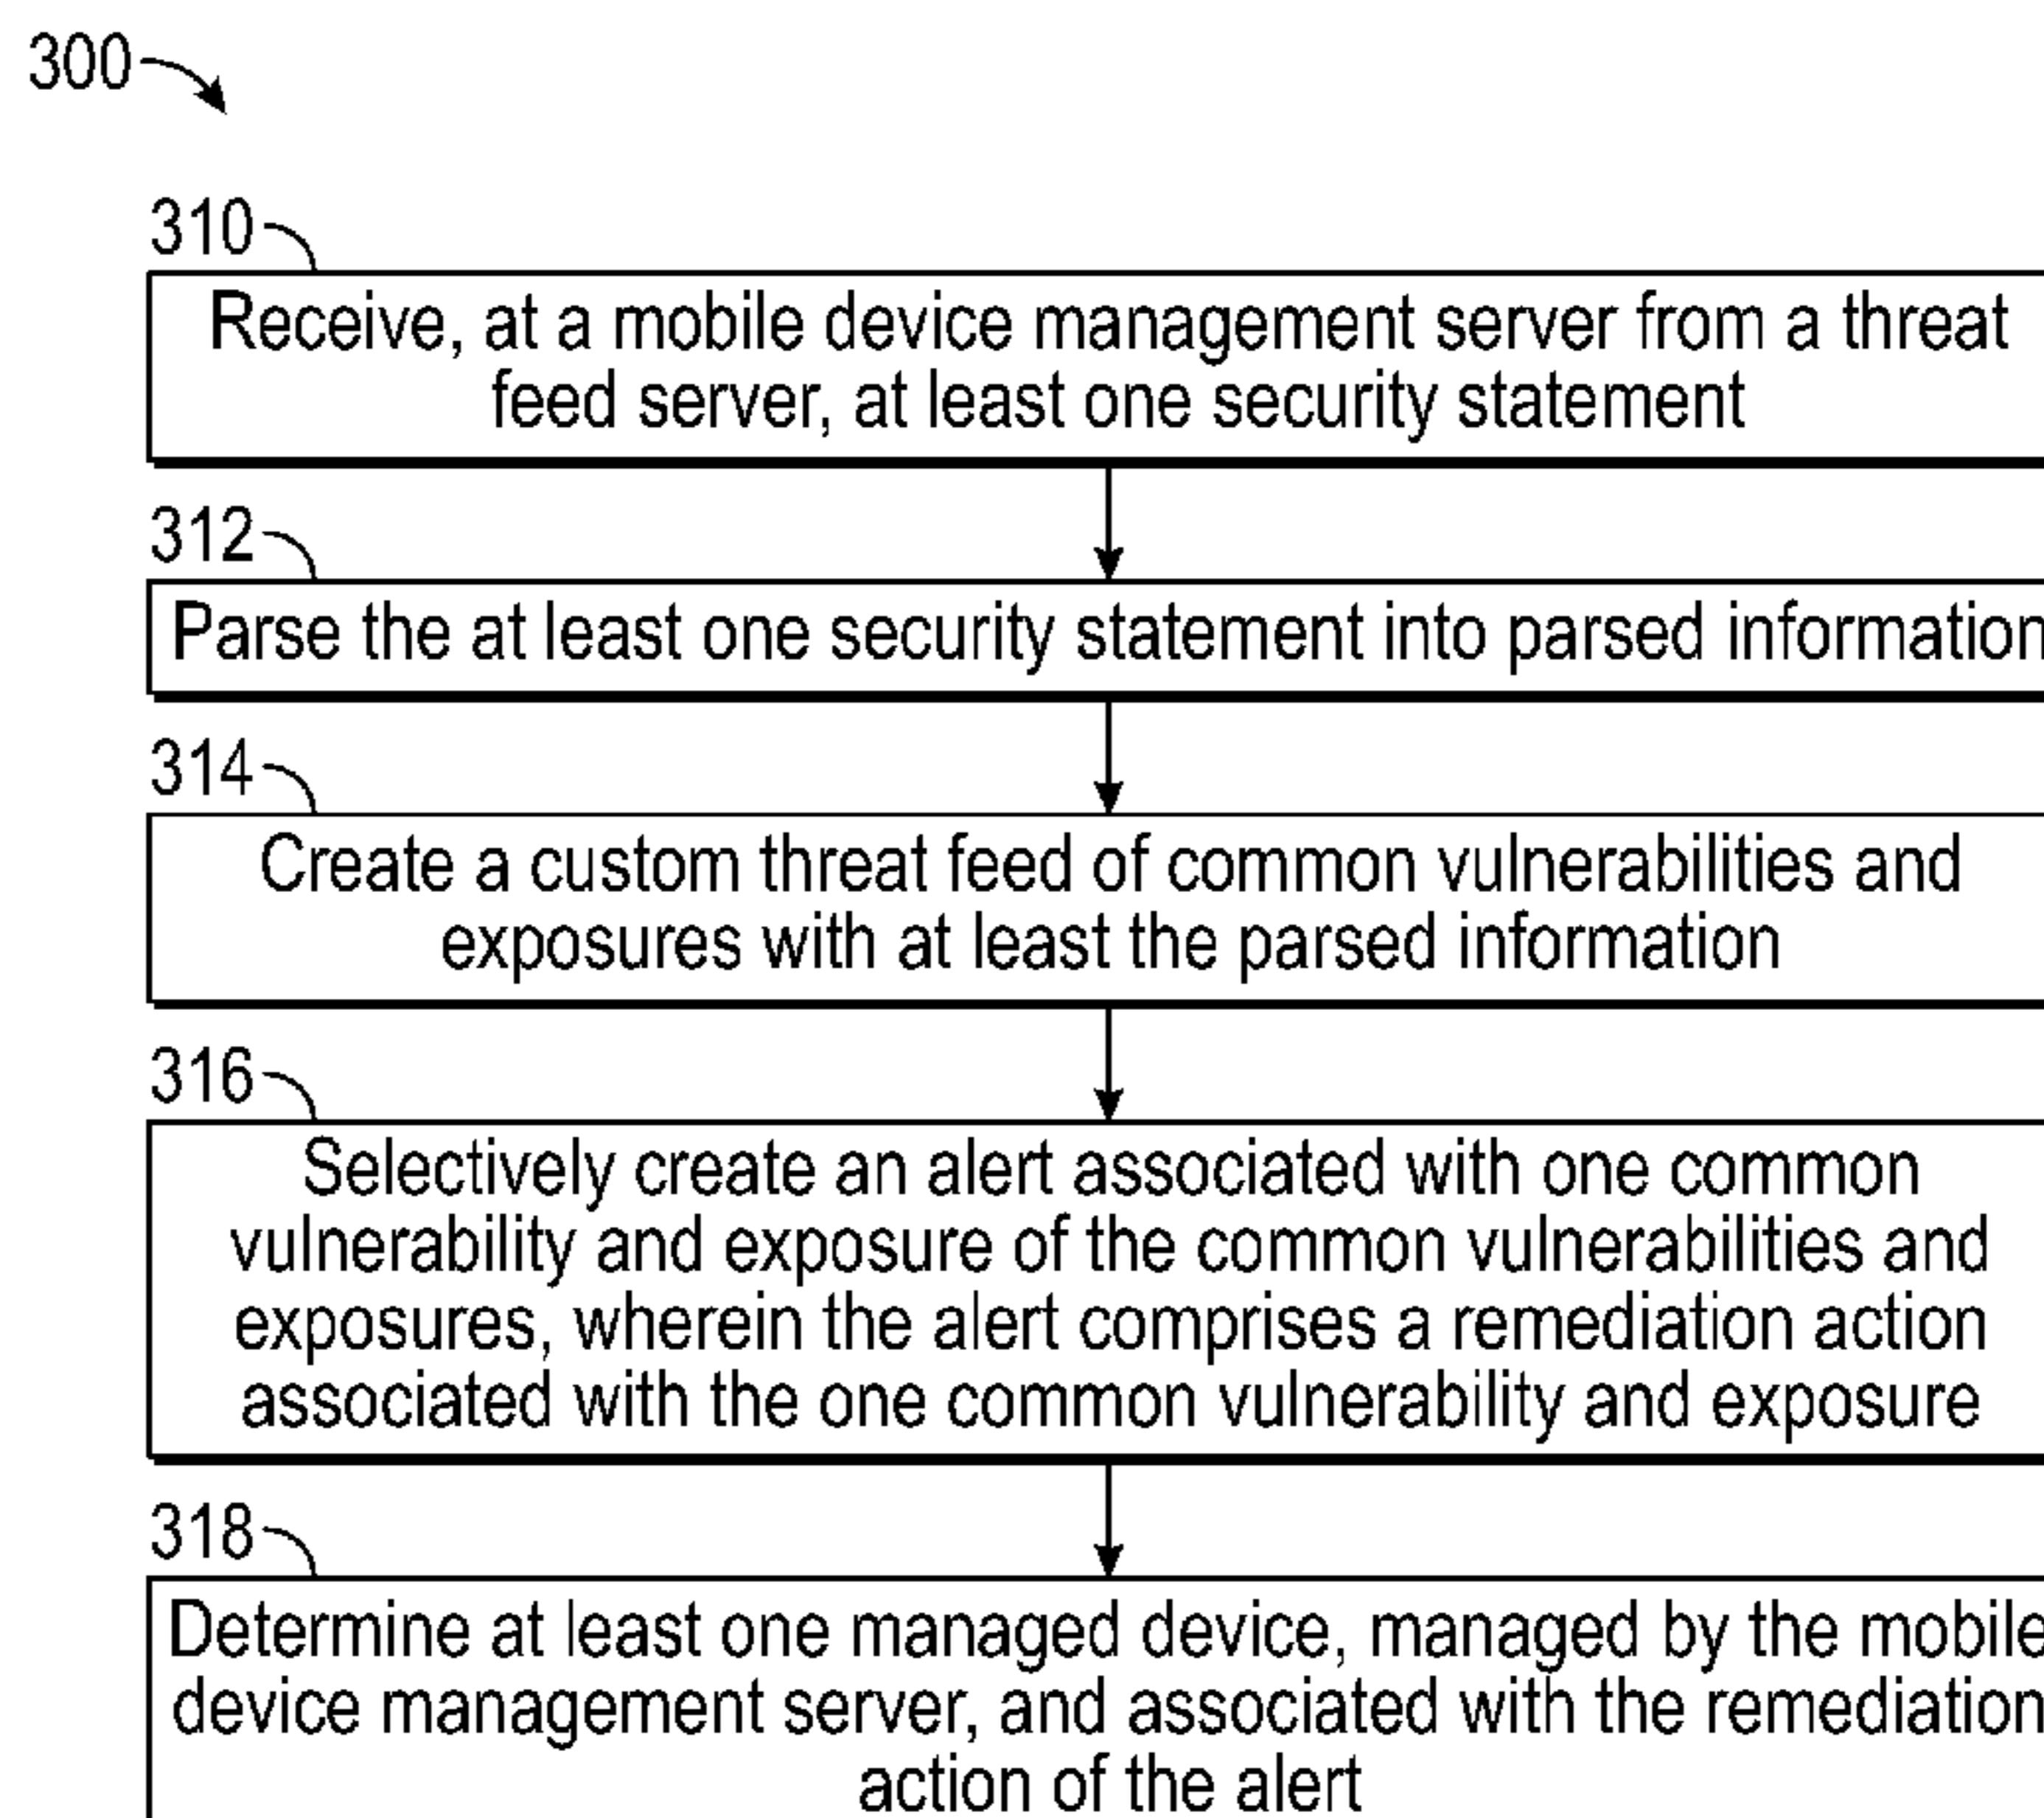 300
310
Receive, at a mobile device management server from a threat
feed server, at least one security statement
312
Parse the at least one security statement into parsed information
314
Create a custom threat feed of common vulnerabilities and
exposures with at least the parsed information
316
Selectively create an alert associated with one common
vulnerability and exposure of the common vulnerabilities and
exposures, wherein the alert comprises a remediation action
associated with the one common vulnerability and exposure
318
Determine at least one managed device, managed by the mobile
device management server, and associated with the remediation
action of the alert